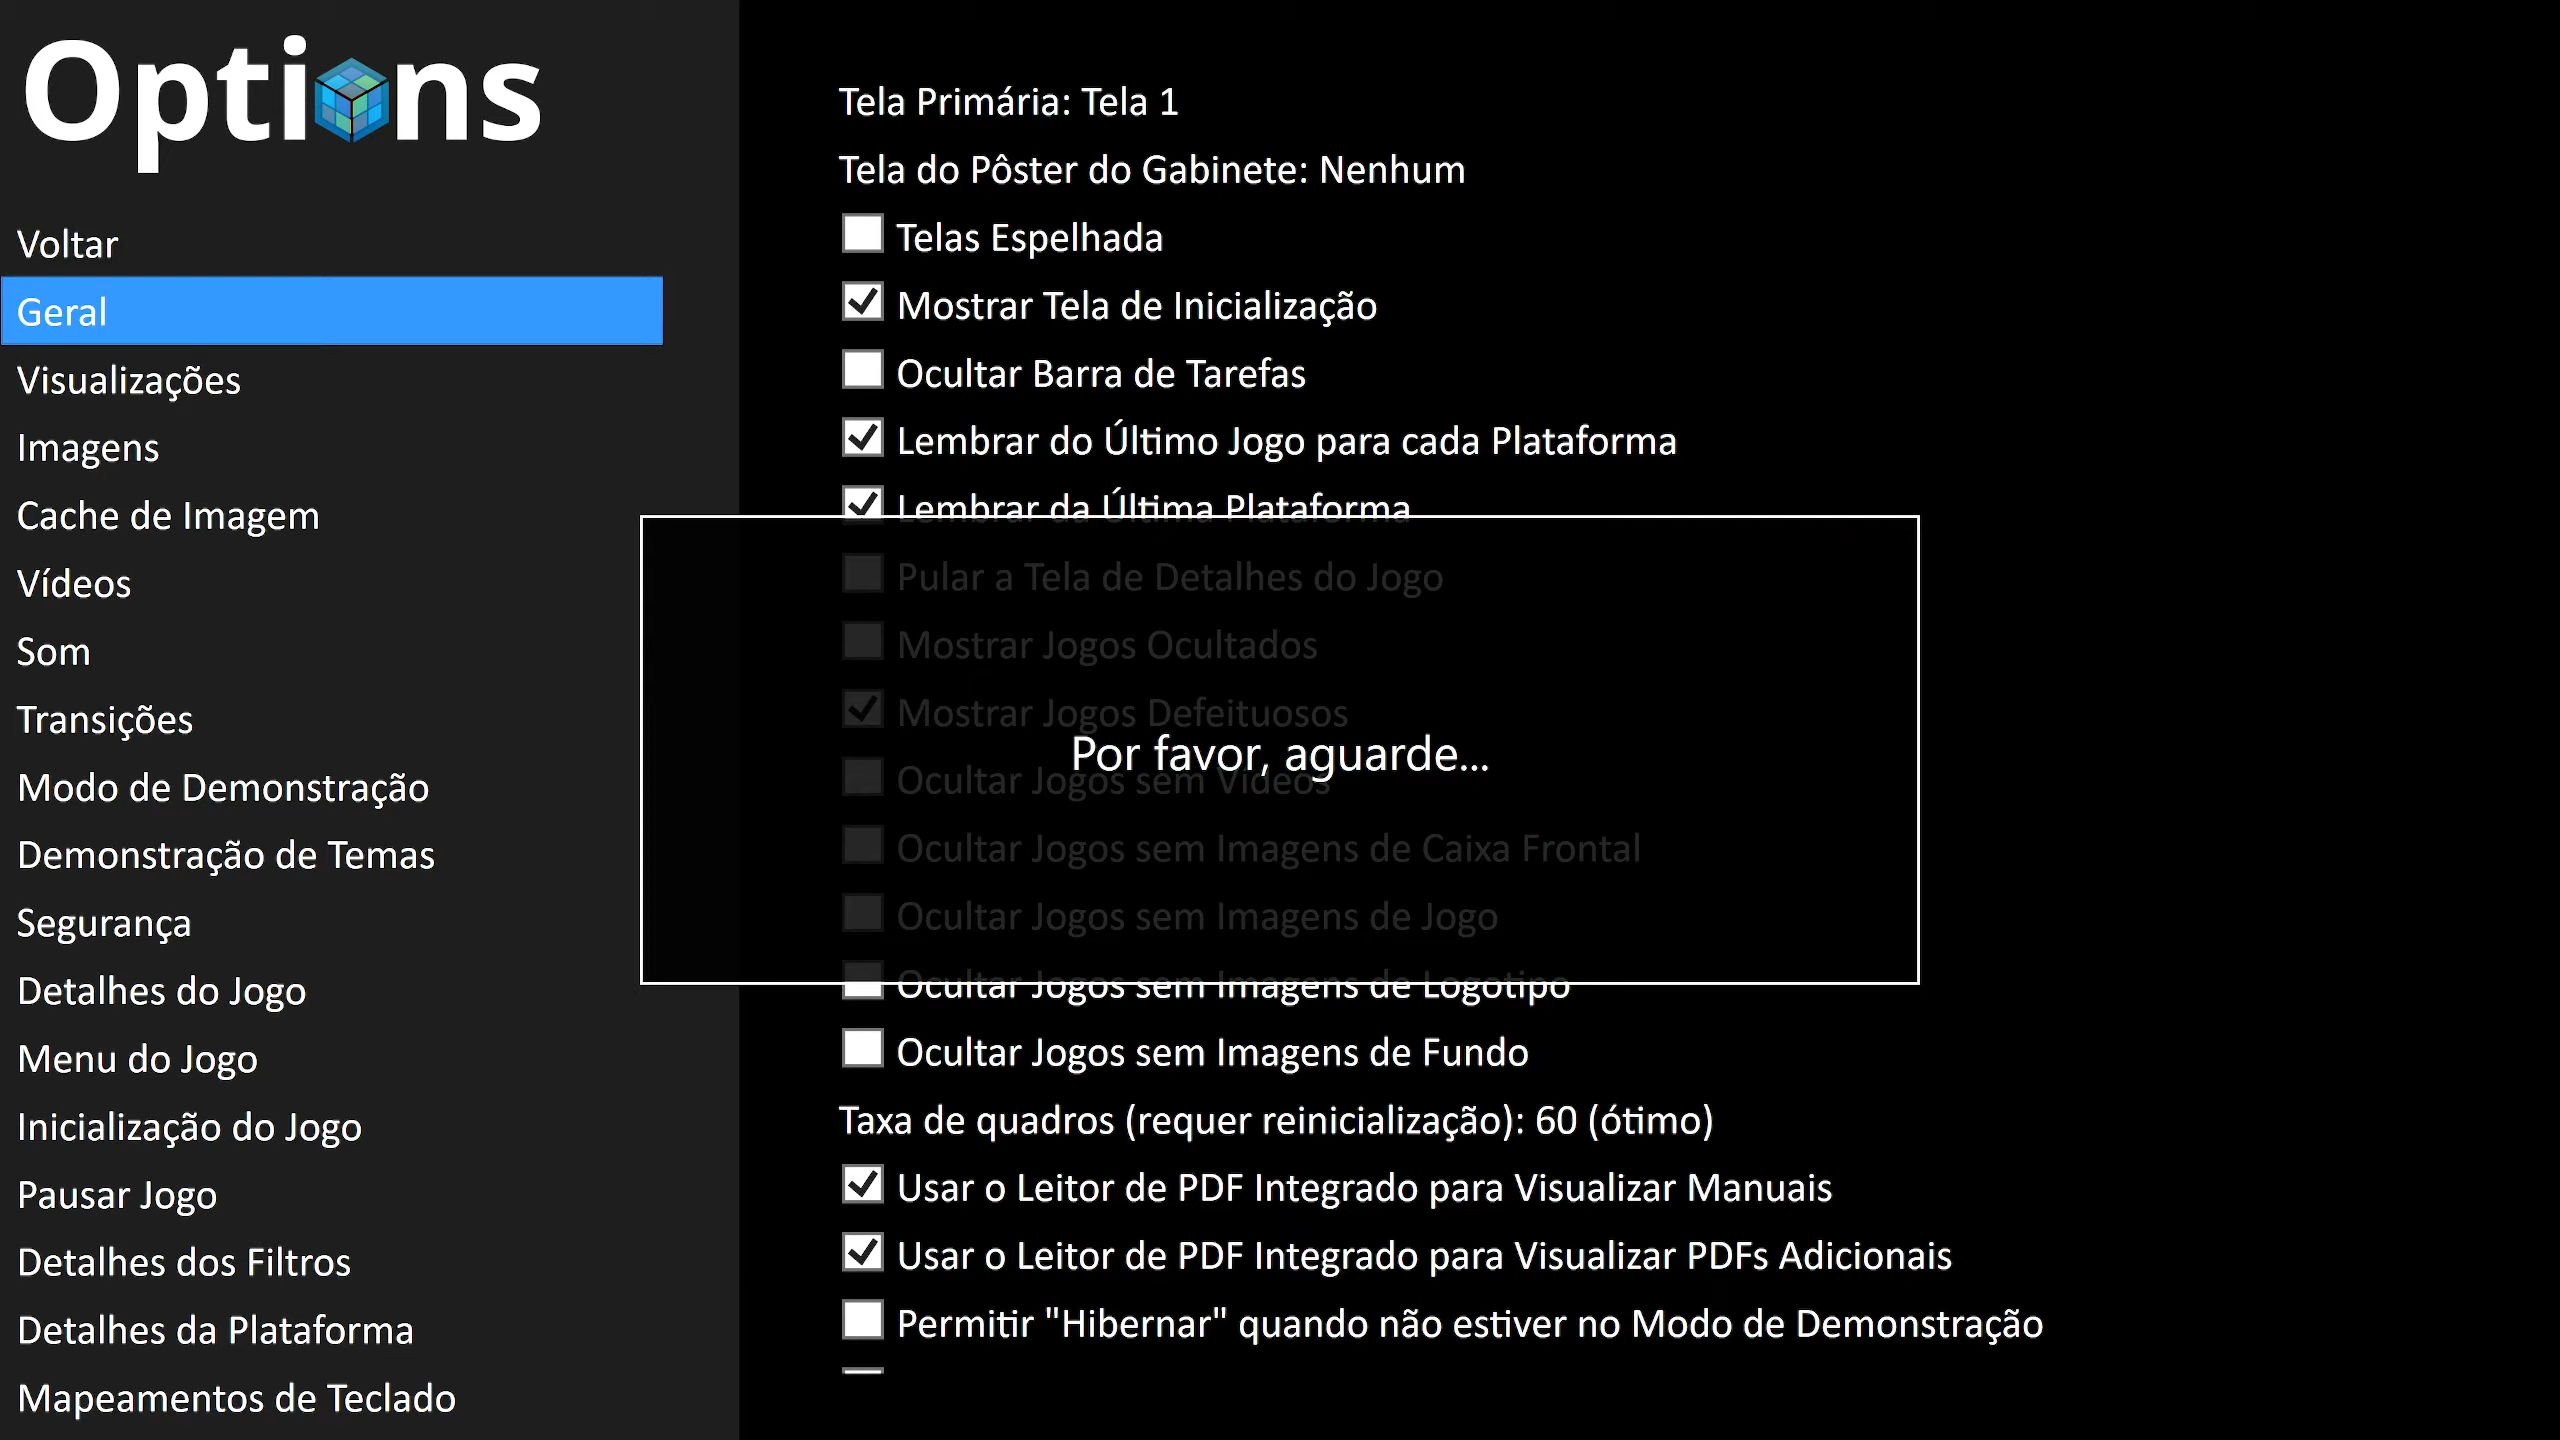 Options
Voltar
Geral
Visualizações
Imagens
Cache de Imagem
Vídeos
Som
Transições
Modo de Demonstração
Demonstração de Temas
Segurança
Detalhes do Jogo
Menu do Jogo
Inicialização do Jogo
Pausar Jogo
Detalhes dos Filtros
Detalhes da Plataforma
Mapeamentos de Teclado
Tela Primária: Tela 1
Tela do Pôster do Gabinete: Nenhum
Telas Espelhada
Mostrar Tela de Inicialização
Ocultar Barra de Tarefas
Lembrar do Último Jogo para cada Plataforma
Lembrar da Última Plataforma
Pular a Tela de Detalhes do Jogo
Mostrar Jogos Ocultados
Mostrar Jogos Defeituosos
Por favor, aguarde...
Ocultar Jogos sem Vídeos
Ocultar Jogos sem Imagens de Caixa Frontal
Ocultar Jogos sem Imagens de Jogo
Ocultar Jogos sem Imagens de Logotipo
Ocultar Jogos sem Imagens de Fundo
Taxa de quadros (requer reinicialização): 60 (ótimo)
Usar o Leitor de PDF Integrado para Visualizar Manuais
Usar o Leitor de PDF Integrado para Visualizar PDFs Adicionais
Permitir "Hibernar" quando não estiver no Modo de Demonstração